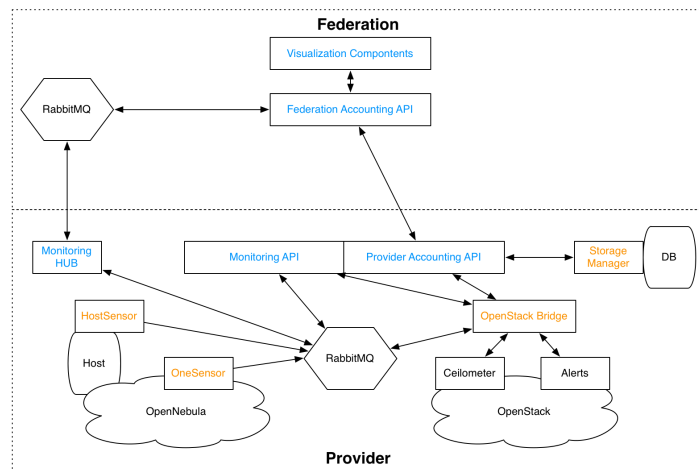 Federation
Visualization Compontents
RabbitMQ
Federation Accounting API
Monitoring
HUB
Monitoring API
Provider Accounting API
Storage
Manager
DB
HostSensor
OpenStack Bridge
Host
OneSensor
RabbitMQ
Ceilometer
Alerts
OpenNebula
OpenStack
Provider